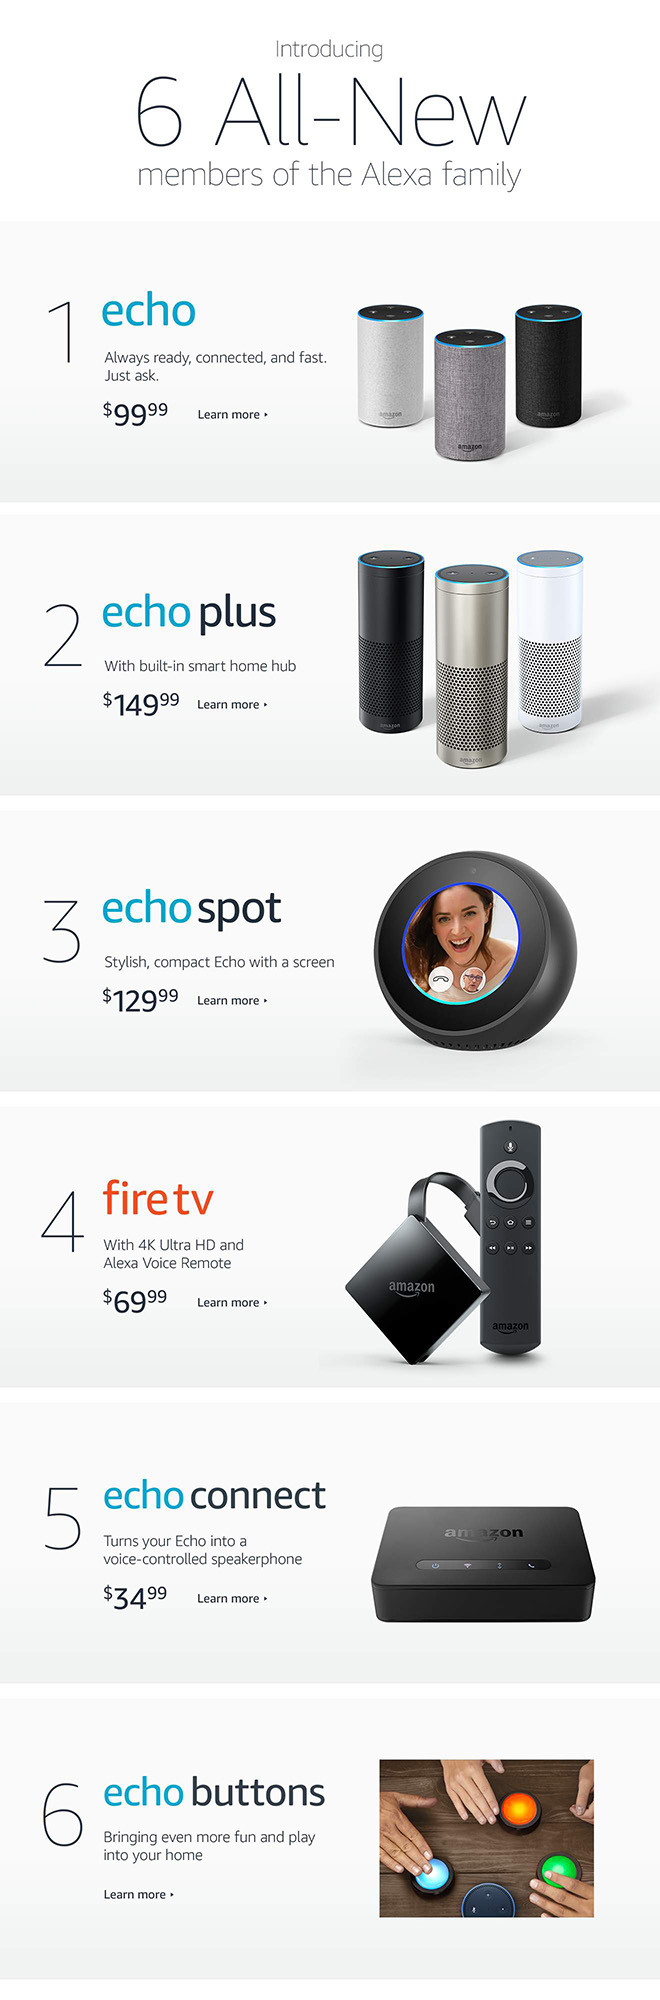 Introducing
6 All-New
members of the Alexa family
1
echo
Always ready, connected, and fast.
Just ask.
$9999
Learn more ▸
amazon
amazon
amazon
2
echo plus
With built-in smart home hub
$14999
Learn more ▸
amazon
amazon
amazon
3
echo spot
Stylish, compact Echo with a screen
$12999
Learn more ▸
4
fire tv
With 4K Ultra HD and
Alexa Voice Remote
$6999
Learn more ▸
amazon
amazon
5
echo connect
Turns your Echo into a
voice-controlled speakerphone
$3499
Learn more ▸
amazon
6
echo buttons
Bringing even more fun and play
into your home
Learn more ▸